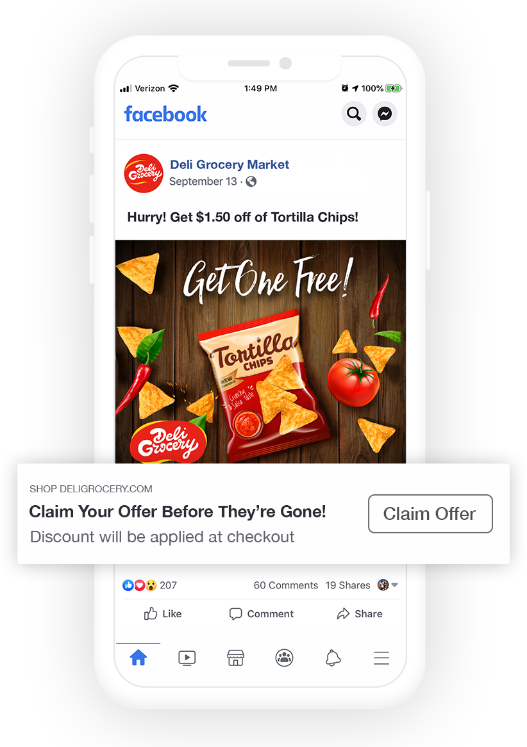 Verizon 1:49 PM 100%
facebook
Deli Grocery
Deli Grocery Market
September 13 ·
Hurry! Get $1.50 off of Tortilla Chips!
Get One Free!
Tortilla
CHIPS
NEW
Deli
Grocery
SHOP DELIGROCERY.COM
Claim Your Offer Before They're Gone!
Discount will be applied at checkout
Claim Offer
207 60 Comments 19 Shares
Like Comment Share